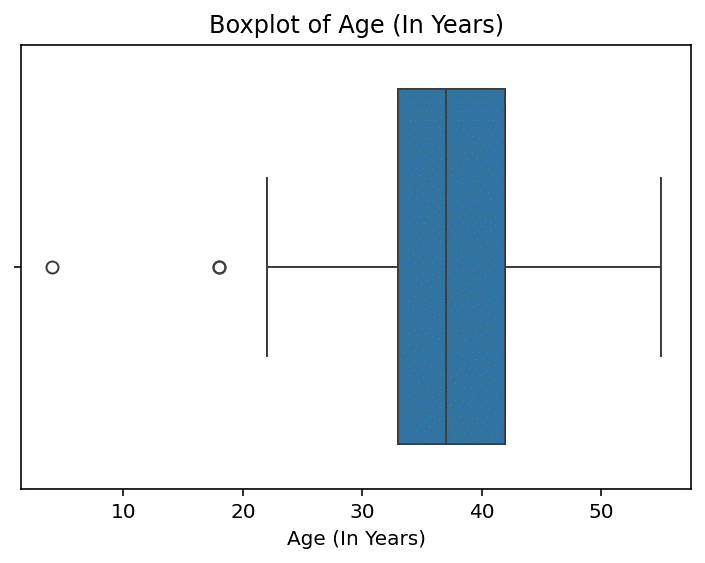 Boxplot of Age (In Years)
10 20 30 40 50
Age (In Years)